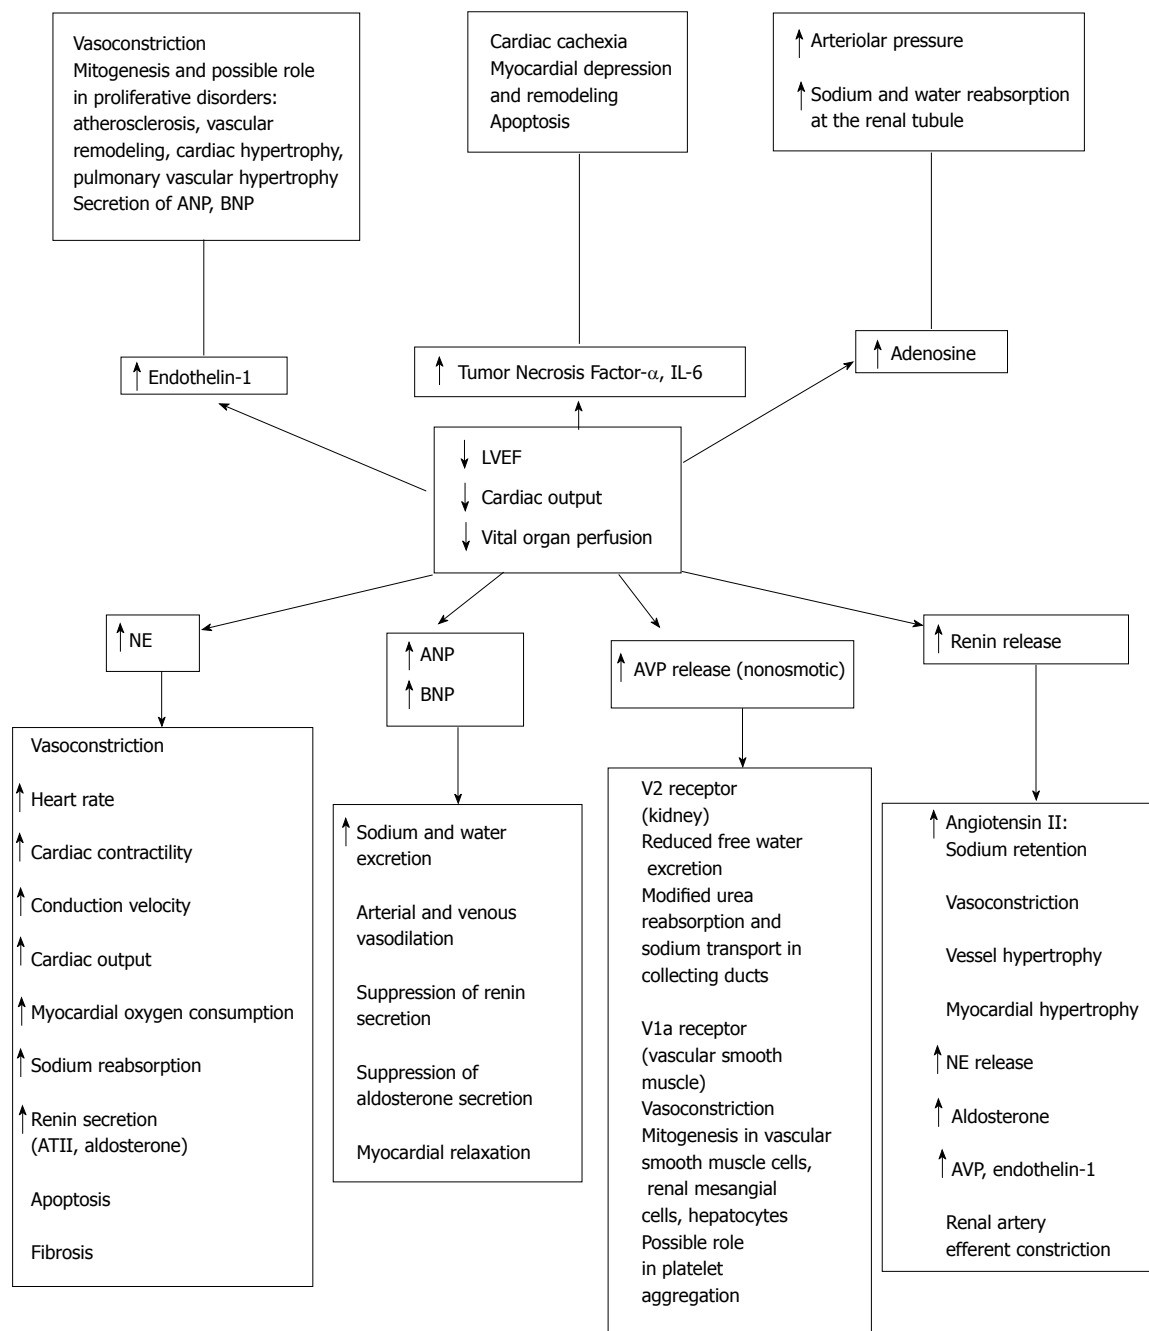 Vasoconstriction
Mitogenesis and possible role
in proliferative disorders:
atherosclerosis, vascular
remodeling, cardiac hypertrophy,
pulmonary vascular hypertrophy
Secretion of ANP, BNP
Cardiac cachexia
Myocardial depression
and remodeling
Apoptosis
↑ Arteriolar pressure
↑ Sodium and water reabsorption
at the renal tubule
↑ Endothelin-1
↑ Tumor Necrosis Factor-α, IL-6
↑ Adenosine
↓ LVEF
↓ Cardiac output
↓ Vital organ perfusion
↑ NE
↑ ANP
↑ BNP
↑ AVP release (nonosmotic)
↑ Renin release
Vasoconstriction
↑ Heart rate
↑ Cardiac contractility
↑ Conduction velocity
↑ Cardiac output
↑ Myocardial oxygen consumption
↑ Sodium reabsorption
↑ Renin secretion
(ATII, aldosterone)
Apoptosis
Fibrosis
↑ Sodium and water
excretion
Arterial and venous
vasodilation
Suppression of renin
secretion
Suppression of
aldosterone secretion
Myocardial relaxation
V2 receptor
(kidney)
Reduced free water
excretion
Modified urea
reabsorption and
sodium transport in
collecting ducts
V1a receptor
(vascular smooth
muscle)
Vasoconstriction
Mitogenesis in vascular
smooth muscle cells,
renal mesangial
cells, hepatocytes
Possible role
in platelet
aggregation
↑ Angiotensin II:
Sodium retention
Vasoconstriction
Vessel hypertrophy
Myocardial hypertrophy
↑ NE release
↑ Aldosterone
↑ AVP, endothelin-1
Renal artery
efferent constriction